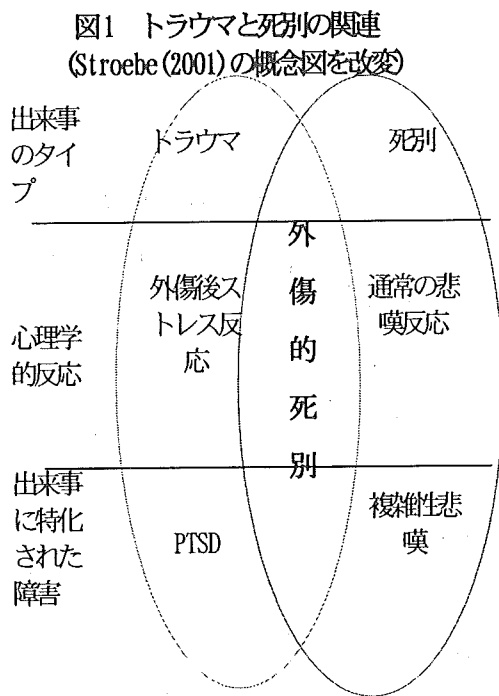 図1 トラウマと死別の関連
(Stroebe(2001)の概念図を改変)
出来事
のタイ
プ
トラウマ
死別
心理学
的反応
外傷後ス
トレス反
応
外
傷
的
死
別
通常の悲
嘆反応
出来事
に特化
された
障害
PTSD
複雑性悲
嘆